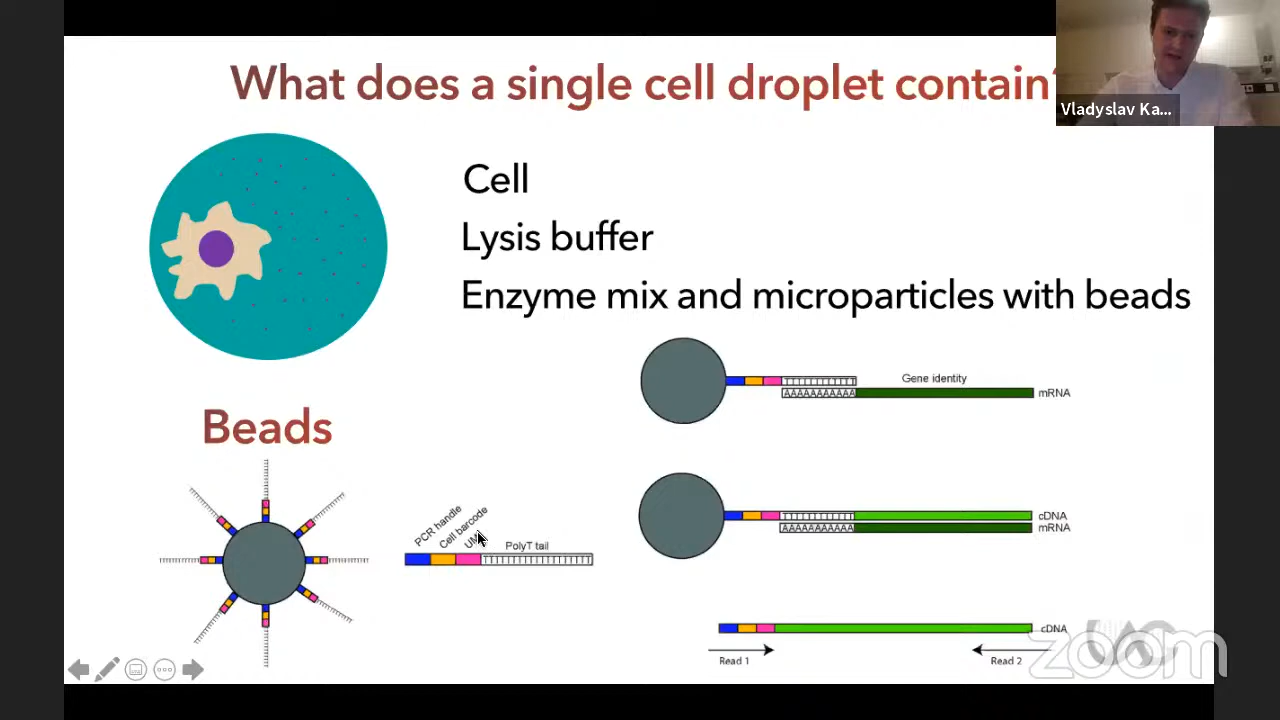 What does a single cell droplet contain?
Vladyslav Ka...
Cell
Lysis buffer
Enzyme mix and microparticles with beads
Gene identity
TTTTTTTTTTT
AAAAAAAAAAA
mRNA
Beads
PCR handle
Cell barcode
PolyT tail
cDNA
AAAAAAAAAAA
mRNA
cDNA
Read 1
Read 2
zoom